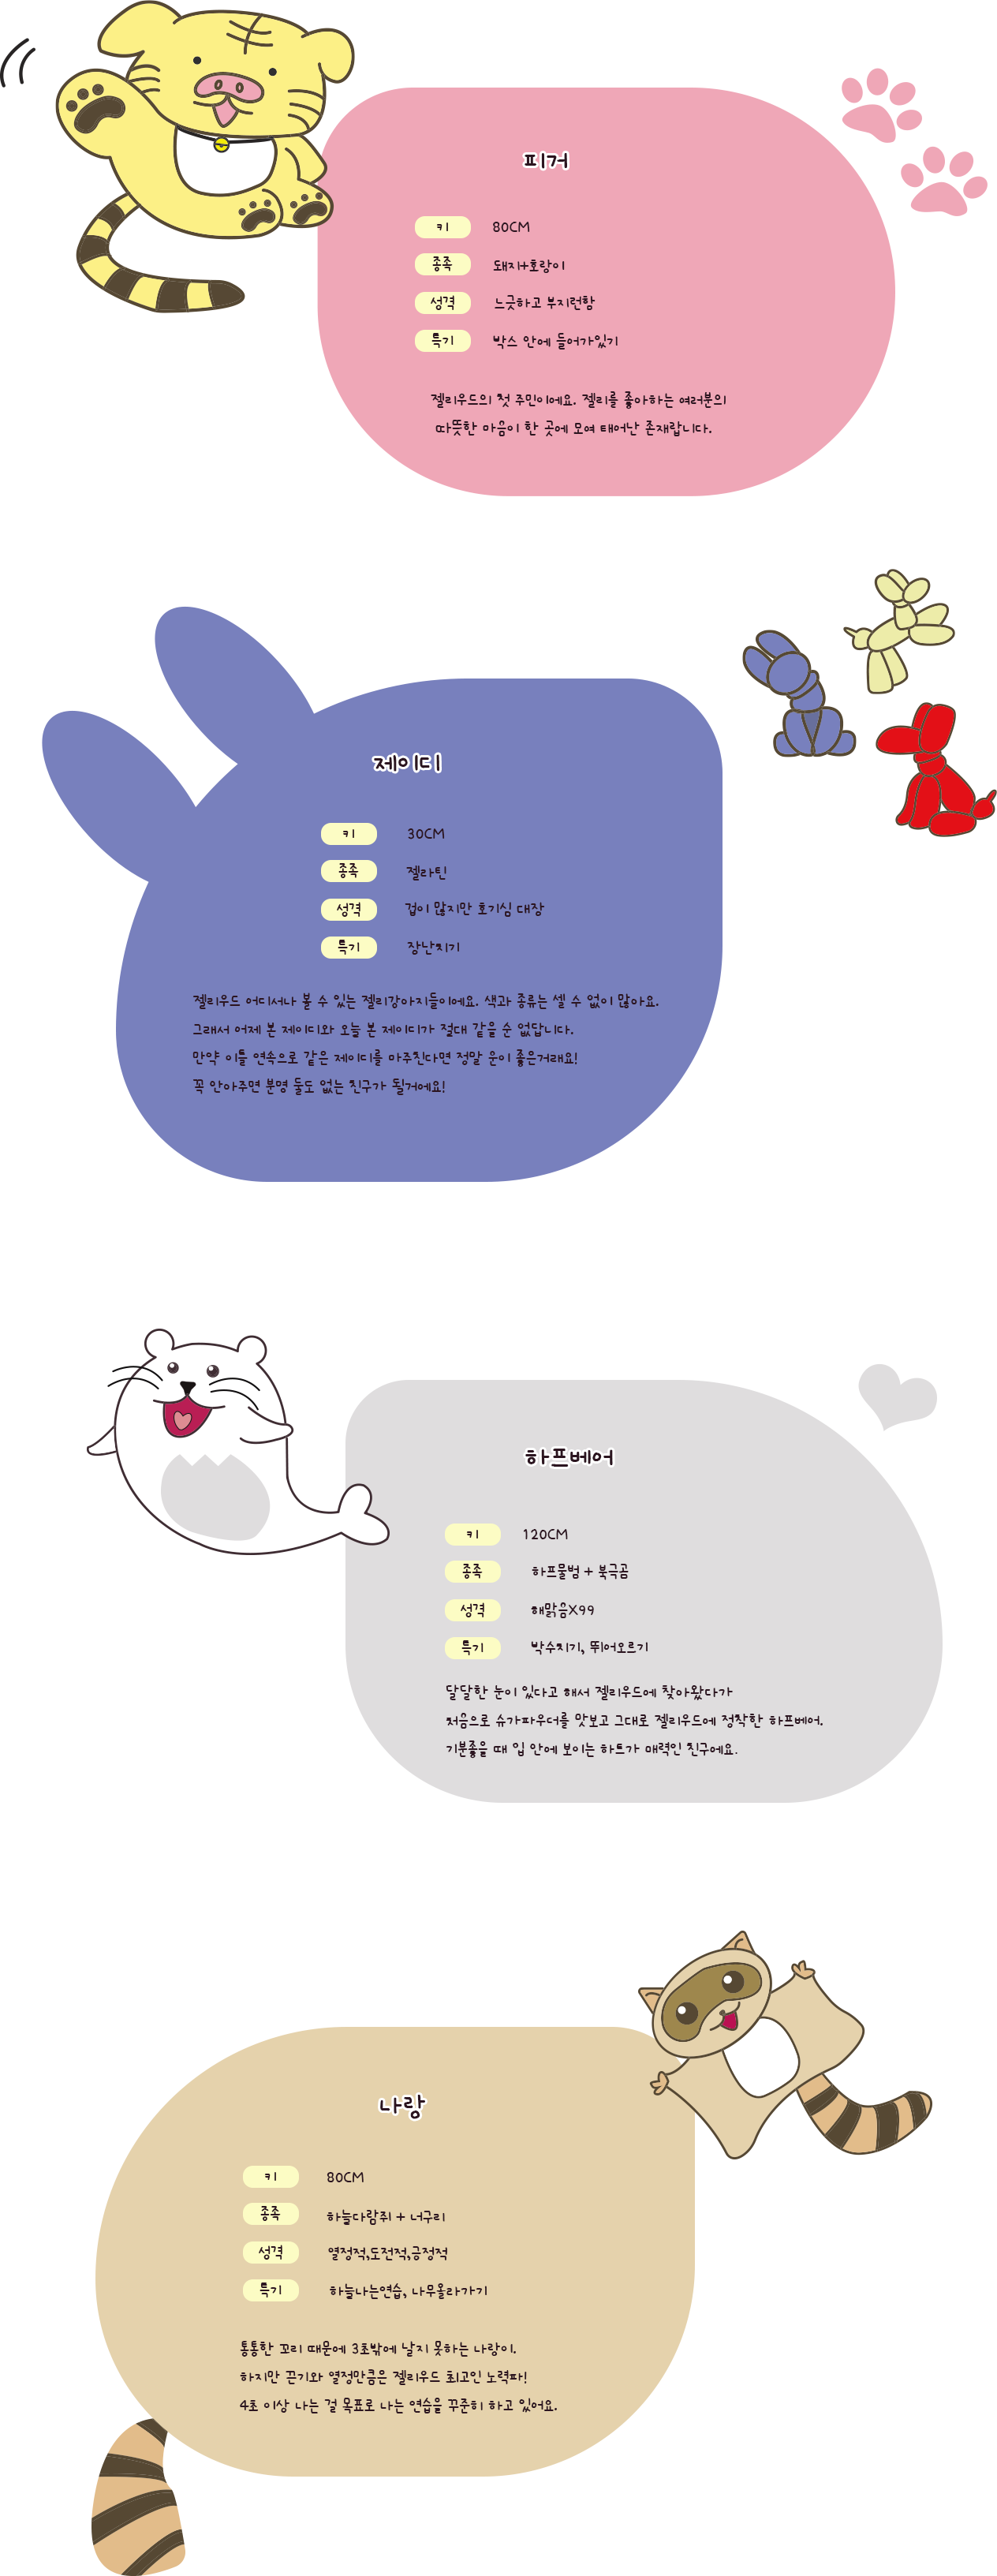 피거
키 80CM
종족 돼지+호랑이
성격 느긋하고 부지런함
특기 박스 안에 들어가있기
젤리우드의 첫 주민이에요. 젤리를 좋아하는 여러분의
따뜻한 마음이 한 곳에 모여 태어난 존재랍니다.
제이디
키 30CM
종족 젤라틴
성격 겁이 많지만 호기심 대장
특기 장난치기
젤리우드 어디서나 볼 수 있는 젤리강아지들이에요. 색과 종류는 셀 수 없이 많아요.
그래서 어제 본 제이디와 오늘 본 제이디가 절대 같을 순 없답니다.
만약 이틀 연속으로 같은 제이디를 마주친다면 정말 운이 좋은거래요!
꼭 안아주면 분명 둘도 없는 친구가 될거에요!
하프베어
키 120CM
종족 하프물범 + 북극곰
성격 해맑음X99
특기 박수치기, 뛰어오르기
달달한 눈이 있다고 해서 젤리우드에 찾아왔다가
처음으로 슈가파우더를 맛보고 그대로 젤리우드에 정착한 하프베어.
기분좋을 때 입 안에 보이는 하트가 매력인 친구에요.
나랑
키 80CM
종족 하늘다람쥐 + 너구리
성격 열정적,도전적,긍정적
특기 하늘나는연습, 나무올라가기
통통한 꼬리 때문에 3초밖에 날지 못하는 나랑이.
하지만 끈기와 열정만큼은 젤리우드 최고인 노력파!
4초 이상 나는 걸 목표로 나는 연습을 꾸준히 하고 있어요.